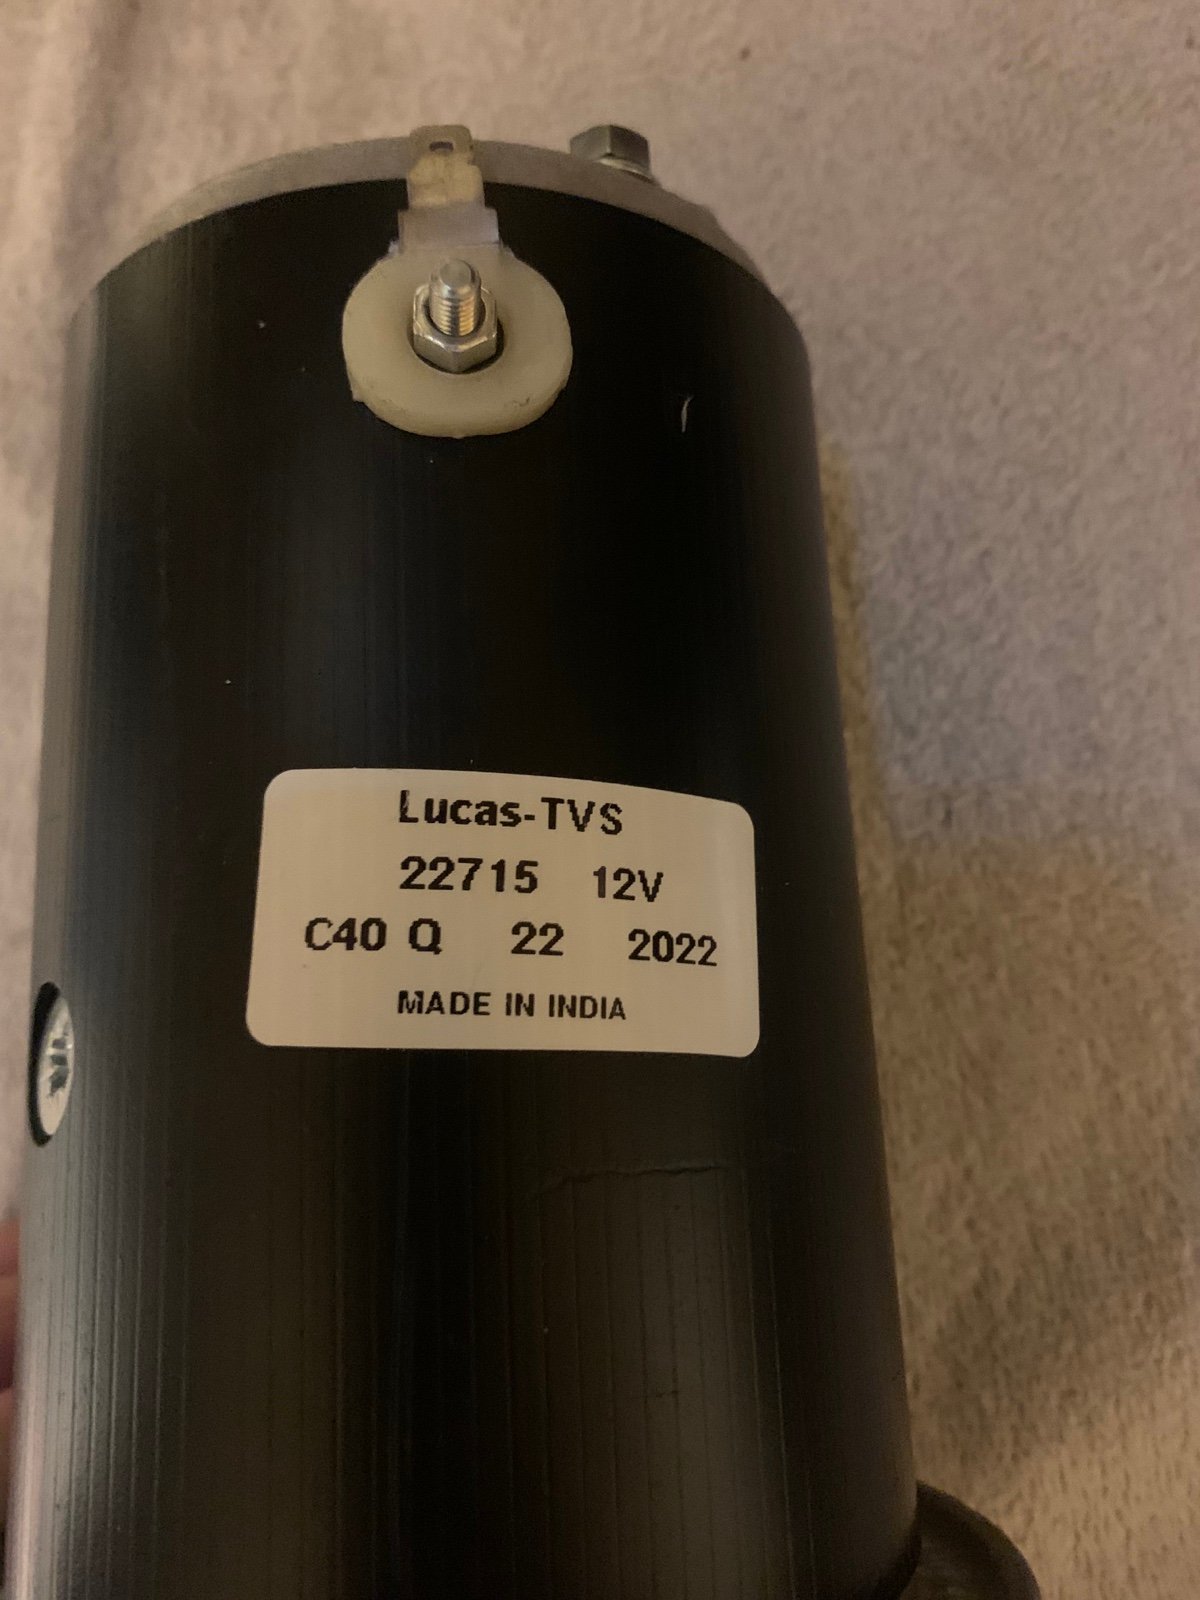 Lucas-TVS
22715 12V
C40 Q 22 2022
MADE IN INDIA